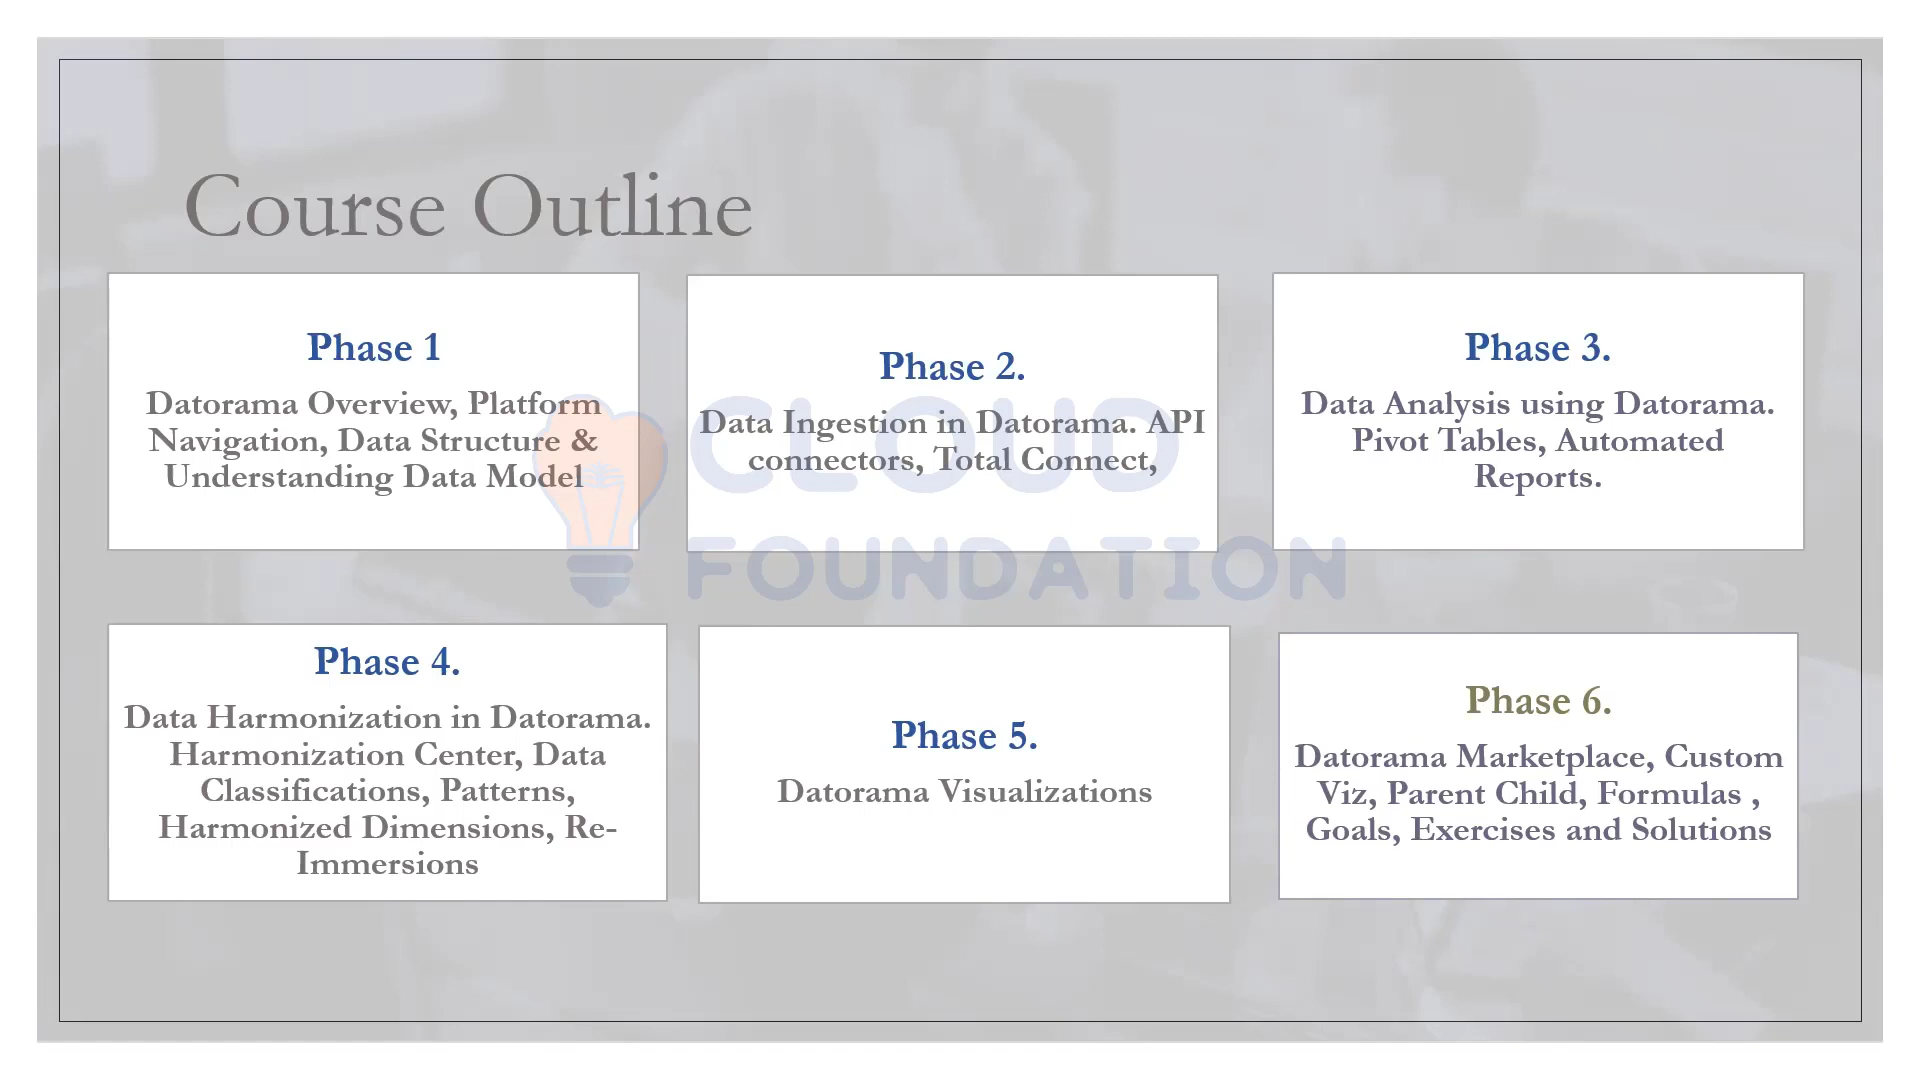 Course Outline
Phase 1
Datorama Overview, Platform
Navigation, Data Structure &
Understanding Data Model
Phase 2.
Data Ingestion in Datorama. API
connectors, Total Connect,
Phase 3.
Data Analysis using Datorama.
Pivot Tables, Automated
Reports.
CLOUD
FOUNDATION
Phase 4.
Data Harmonization in Datorama.
Harmonization Center, Data
Classifications, Patterns,
Harmonized Dimensions, Re-
Immersions
Phase 5.
Datorama Visualizations
Phase 6.
Datorama Marketplace, Custom
Viz, Parent Child, Formulas ,
Goals, Exercises and Solutions